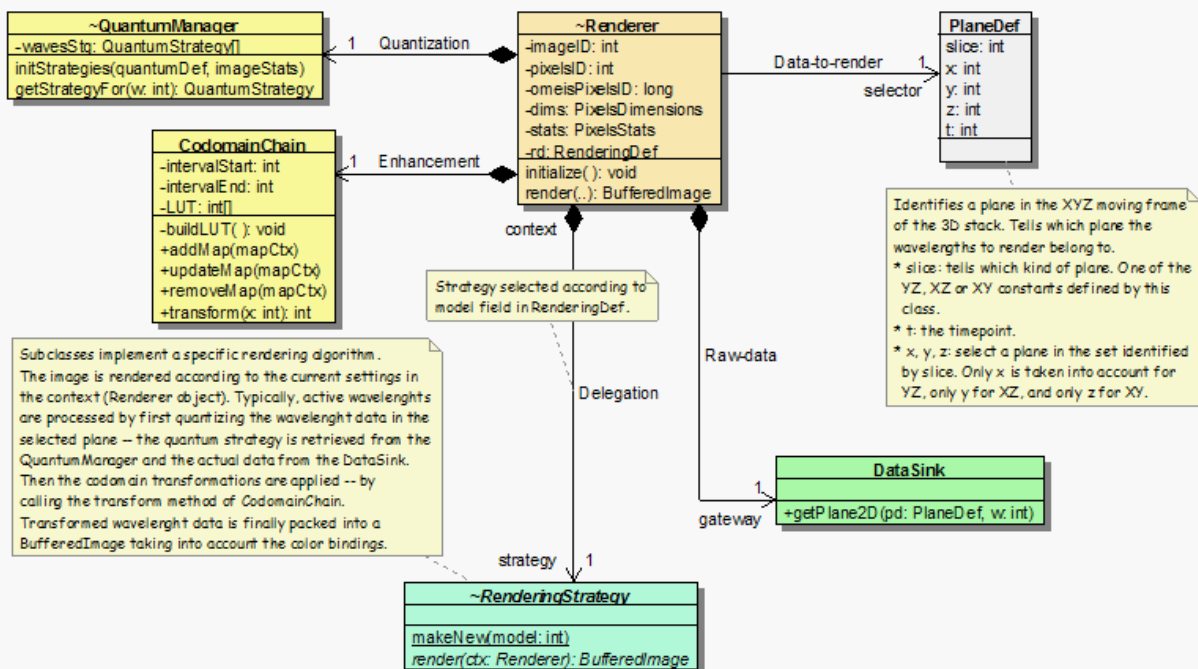 ~QuantumManager
-wavesStq: QuantumStrategy[]
initStrategies(quantumDef, imageStats)
getStrategyFor(w: int): QuantumStrategy
1
Quantization
~Renderer
-imageID: int
-pixelsID: int
-omeisPixelsID: long
-dims: PixelsDimensions
-stats: PixelsStats
-rd: RenderingDef
initialize( ): void
render(..): BufferedImage
Data-to-render
1
selector
PlaneDef
slice: int
x: int
y: int
z: int
t: int
CodomainChain
-intervalStart: int
-intervalEnd: int
-LUT: int[]
-buildLUT( ): void
+addMap(mapCtx)
+updateMap(mapCtx)
+removeMap(mapCtx)
+transform(x: int): int
1
Enhancement
context
Strategy selected according to
model field in RenderingDef.
Identifies a plane in the XYZ moving frame
of the 3D stack. Tells which plane the
wavelengths to render belong to.
* slice: tells which kind of plane. One of the
YZ, XZ or XY constants defined by this
class.
* t: the timepoint.
* x, y, z: select a plane in the set identified
by slice. Only x is taken into account for
YZ, only y for XZ, and only z for XY.
Subclasses implement a specific rendering algorithm.
The image is rendered according to the current settings in
the context (Renderer object). Typically, active wavelenghts
are processed by first quantizing the wavelenght data in the
selected plane -- the quantum strategy is retrieved from the
QuantumManager and the actual data from the DataSink.
Then the codomain transformations are applied -- by
calling the transform method of CodomainChain.
Transformed wavelenght data is finally packed into a
BufferedImage taking into account the color bindings.
Raw-data
Delegation
1
gateway
DataSink
+getPlane2D(pd: PlaneDef, w: int)
strategy
1
~RenderingStrategy
makeNew(model: int)
render(ctx: Renderer): BufferedImage